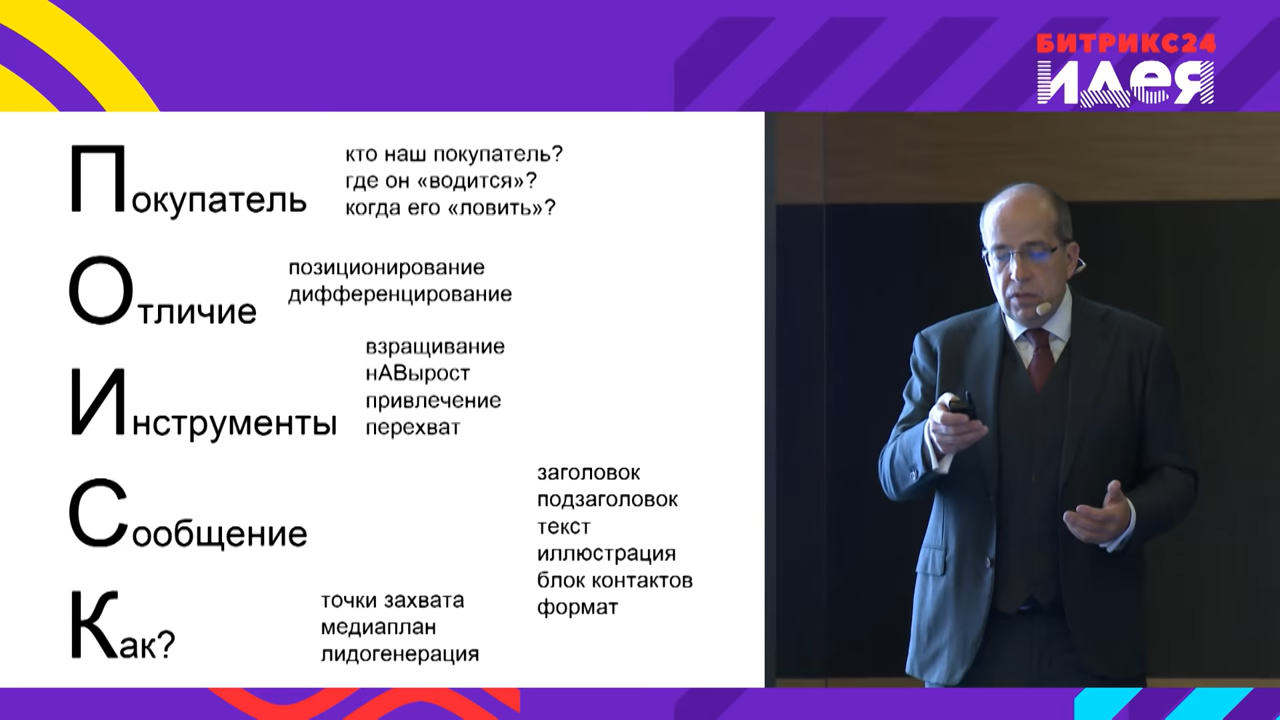 БИТРИКС24
ИДЕЯ
Покупатель
кто наш покупатель?
где он «водится»?
когда его «ловить»?
Отличие
позиционирование
дифференцирование
Инструменты
взращивание
нАВырост
привлечение
перехват
Сообщение
заголовок
подзаголовок
текст
иллюстрация
блок контактов
формат
Как?
точки захвата
медиаплан
лидогенерация